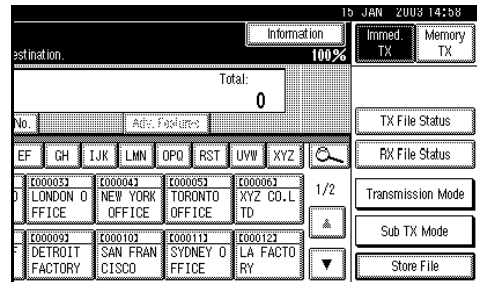 15 JAN 2003 14:58
Information
Immed. TX
Memory TX
estination.
100%
Total:
0
No.
Adv. Features
TX File Status
EF GH IJK LMN OPQ RST UVW XYZ
RX File Status
[00003] [00004] [00005] [00006]
LONDON O NEW YORK TORONTO XYZ CO.L
FFICE OFFICE OFFICE TD
1/2
Transmission Mode
Sub TX Mode
[00009] [00010] [00011] [00012]
DETROIT SAN FRAN SYDNEY O LA FACTO
FACTORY CISCO FFICE RY
Store File